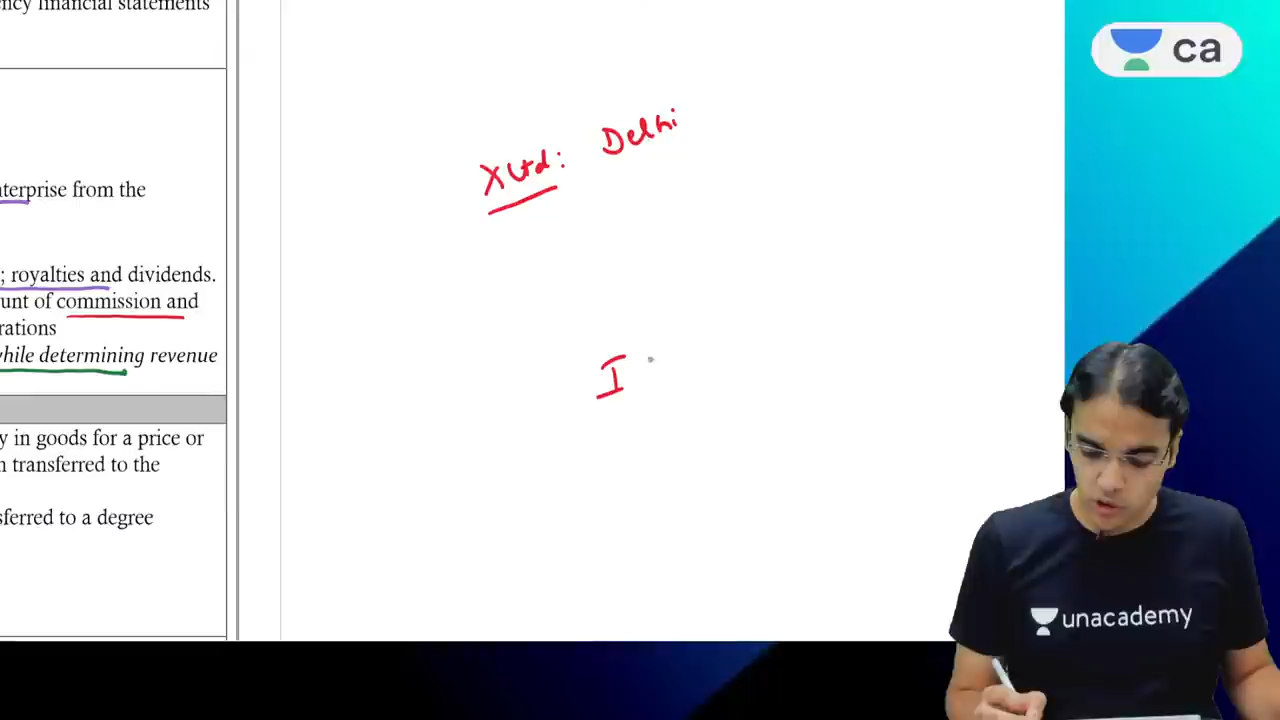 ncy financial statements
nterprise from the
; royalties and dividends.
unt of commission and
rations
while determining revenue
y in goods for a price or
n transferred to the
sferred to a degree
X Ltd: Delhi
I
ca
unacademy